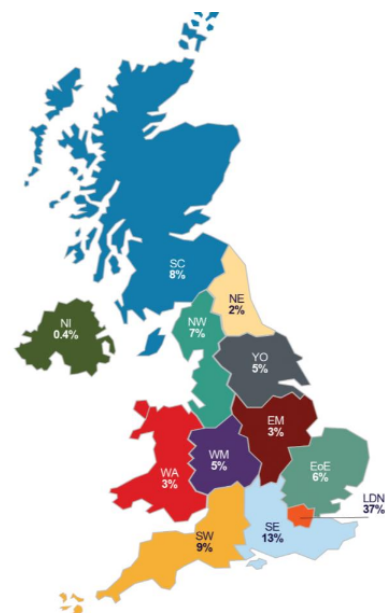 SC
8%
NE
2%
NI
0.4%
NW
7%
YO
5%
EM
3%
WM
5%
WA
3%
EoE
6%
LDN
37%
SE
13%
SW
9%